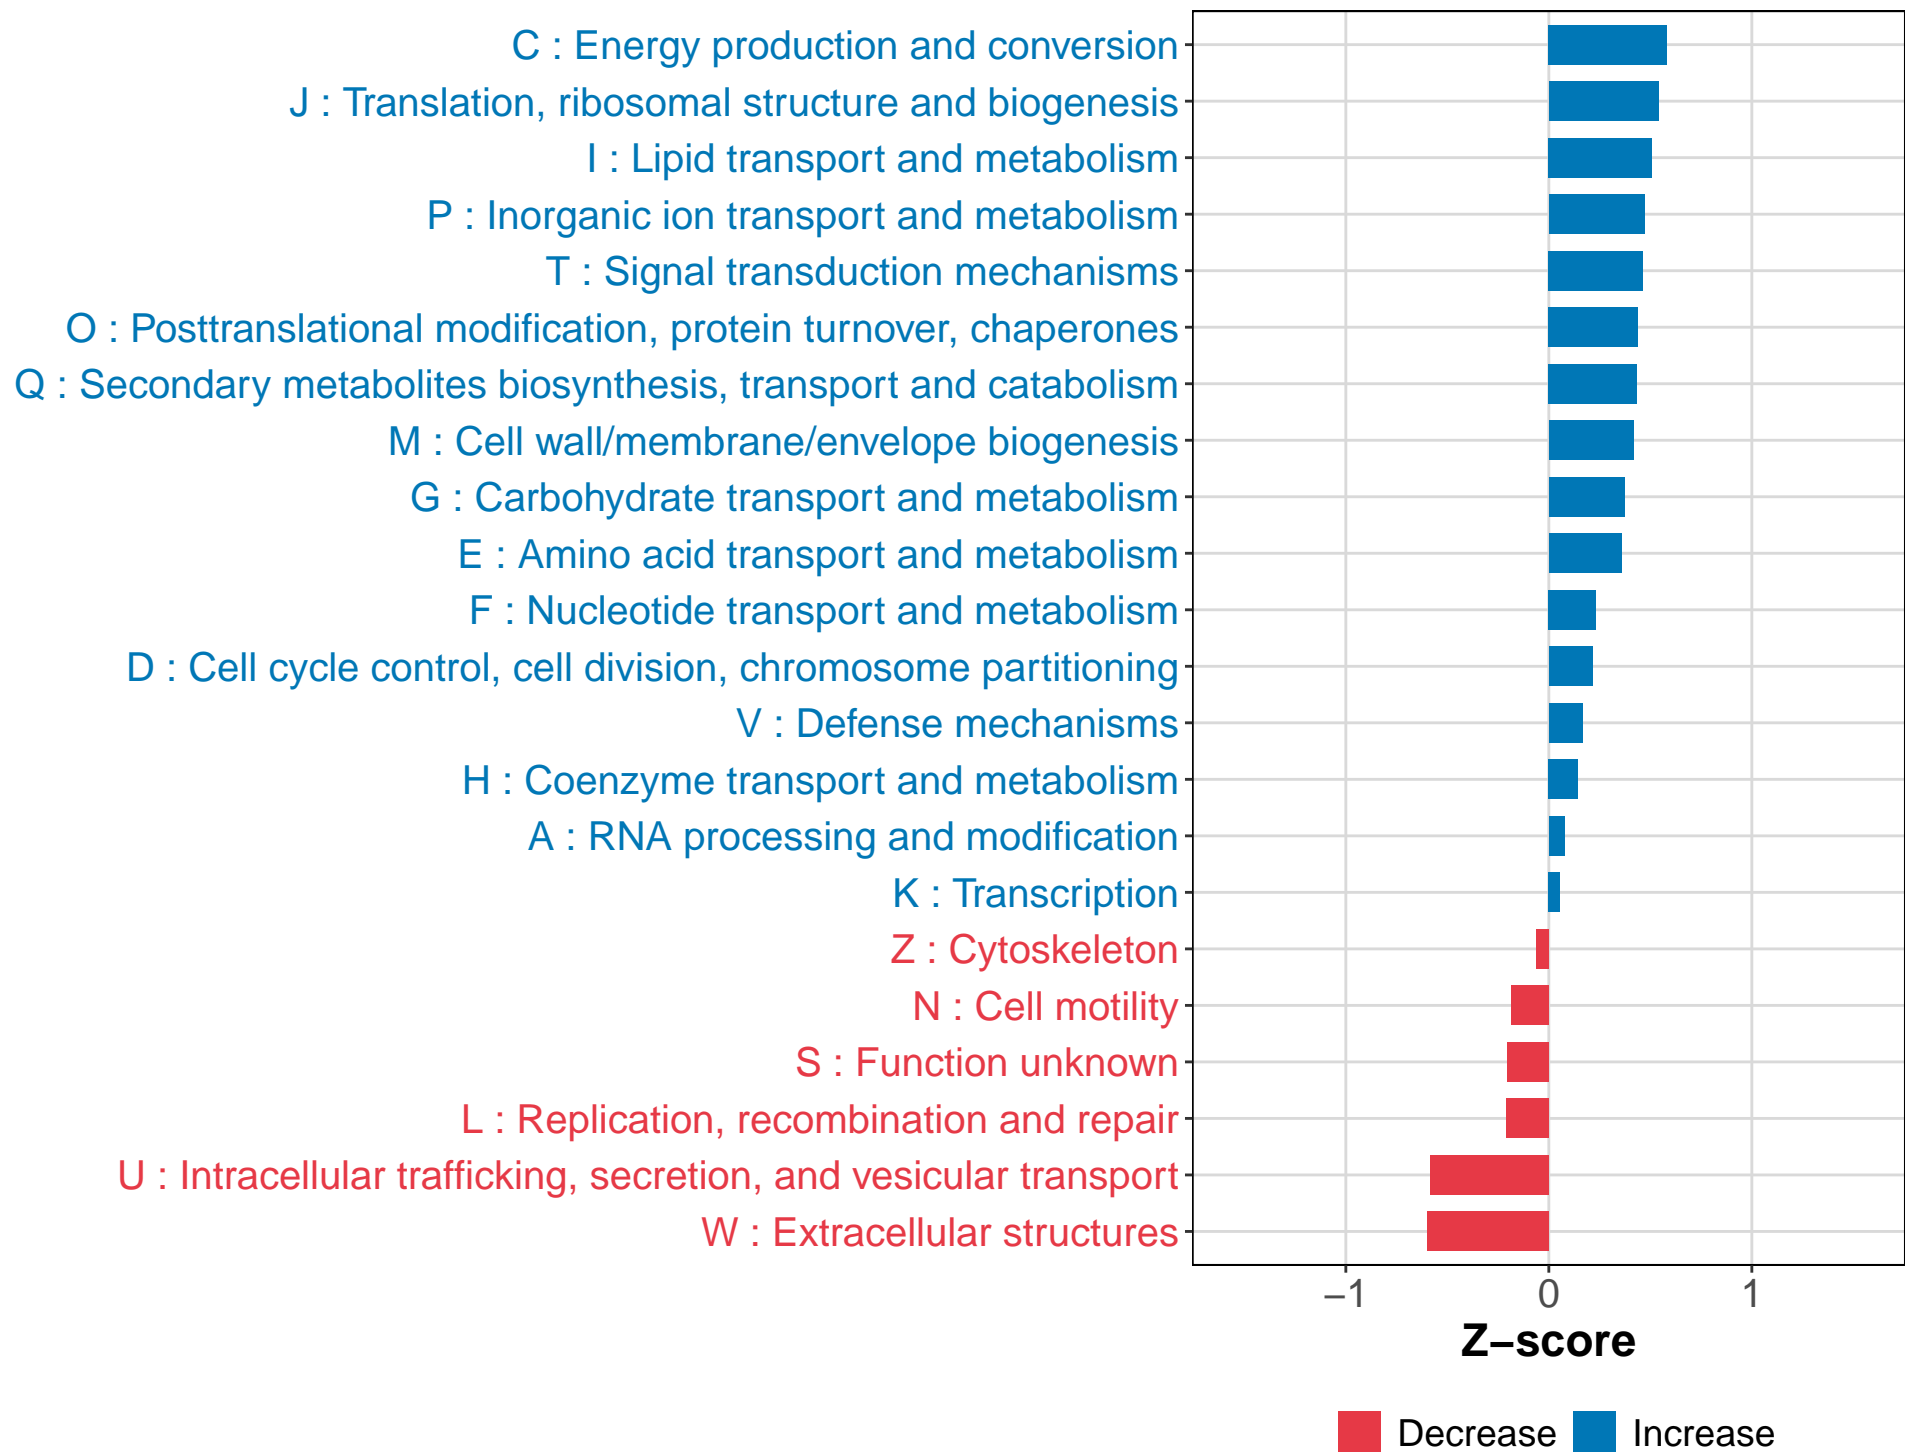 C : Energy production and conversion
J : Translation, ribosomal structure and biogenesis
I : Lipid transport and metabolism
P : Inorganic ion transport and metabolism
T : Signal transduction mechanisms
O : Posttranslational modification, protein turnover, chaperones
Q : Secondary metabolites biosynthesis, transport and catabolism
M : Cell wall/membrane/envelope biogenesis
G : Carbohydrate transport and metabolism
E : Amino acid transport and metabolism
F : Nucleotide transport and metabolism
D : Cell cycle control, cell division, chromosome partitioning
V : Defense mechanisms
H : Coenzyme transport and metabolism
A : RNA processing and modification
K : Transcription
Z : Cytoskeleton
N : Cell motility
S : Function unknown
L : Replication, recombination and repair
U : Intracellular trafficking, secretion, and vesicular transport
W : Extracellular structures
−1 0 1
Z−score
Decrease Increase